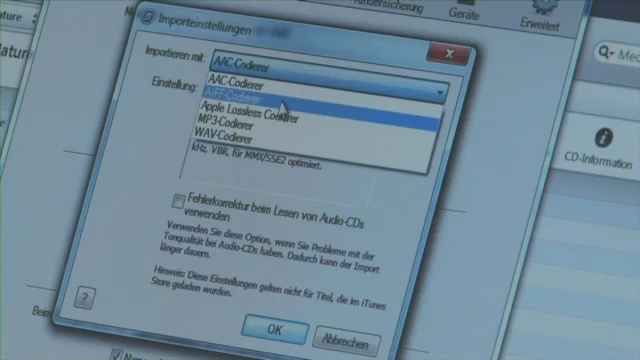 Kindersicherung
Geräte
Erweitert
Importeinstellungen
Importieren mit:
AAC-Codierer
Einstellung:
AAC-Codierer
AIFF-Codierer
Apple Lossless Codierer
MP3-Codierer
WAV-Codierer
kHz, VBR, für MMX/SSE2 optimiert.
Fehlerkorrektur beim Lesen von Audio-CDs
verwenden
Verwenden Sie diese Option, wenn Sie Probleme mit der
Tonqualität bei Audio-CDs haben. Dadurch kann der Import
länger dauern.
Hinweis: Diese Einstellungen gelten nicht für Titel, die im iTunes
Store geladen wurden.
?
OK
Abbrechen
CD-Information